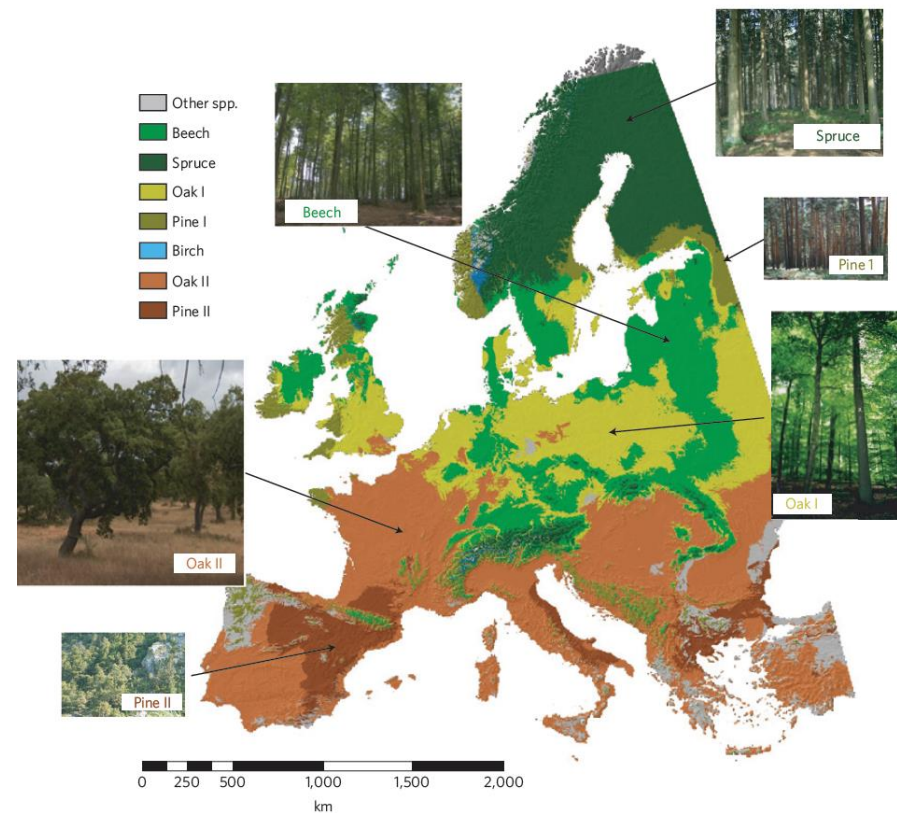 Other spp.
Beech
Spruce
Oak I
Pine I
Birch
Oak II
Pine II
Beech
Spruce
Pine 1
Oak I
Oak II
Pine II
0 250 500 1,000 1,500 2,000
km